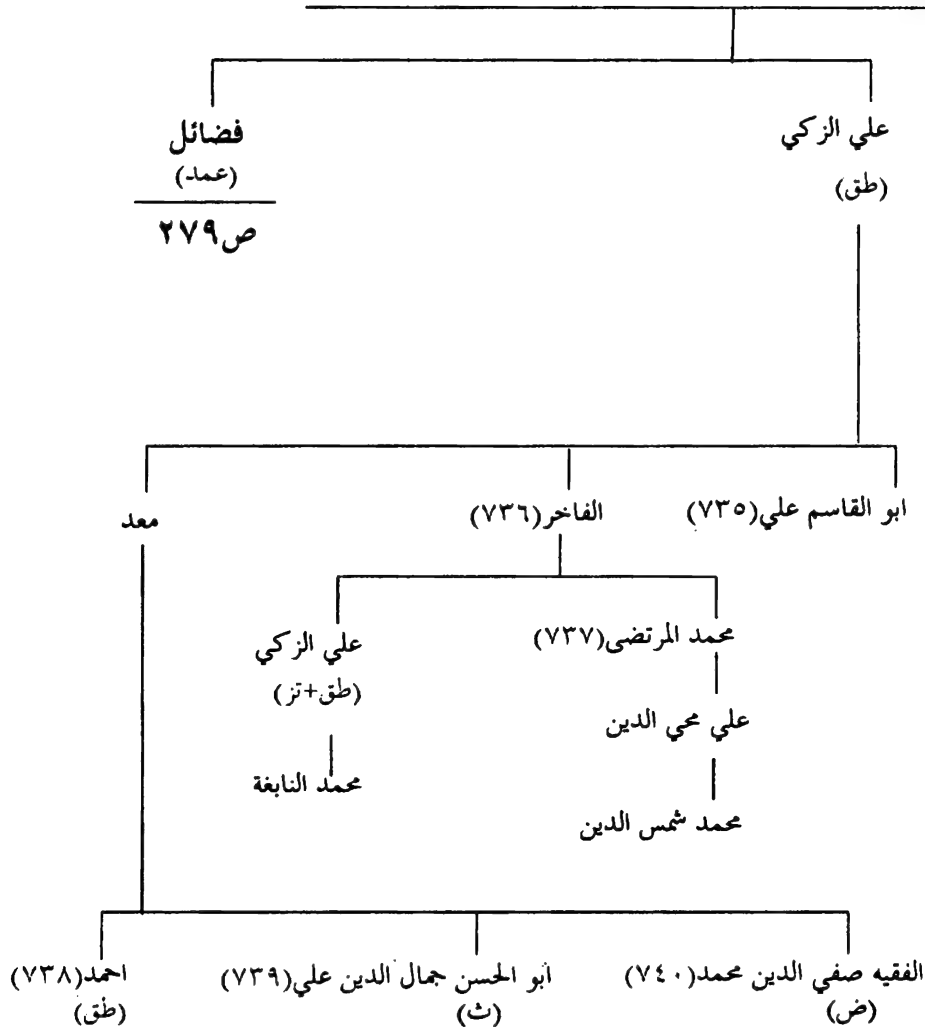 علي الزكي
(طق)
فضائل
(عمد)
ص٢٧٩
ابو القاسم علي(٧٣٥)
الفاخر(٧٣٦)
معد
محمد المرتضى(٧٣٧)
علي محي الدين
محمد شمس الدين
علي الزكي
(طق+تز)
محمد النابغة
الفقيه صفي الدين محمد(٧٤٠)
(ض)
أبو الحسن جمال الدين علي(٧٣٩)
(ث)
احمد(٧٣٨)
(طق)